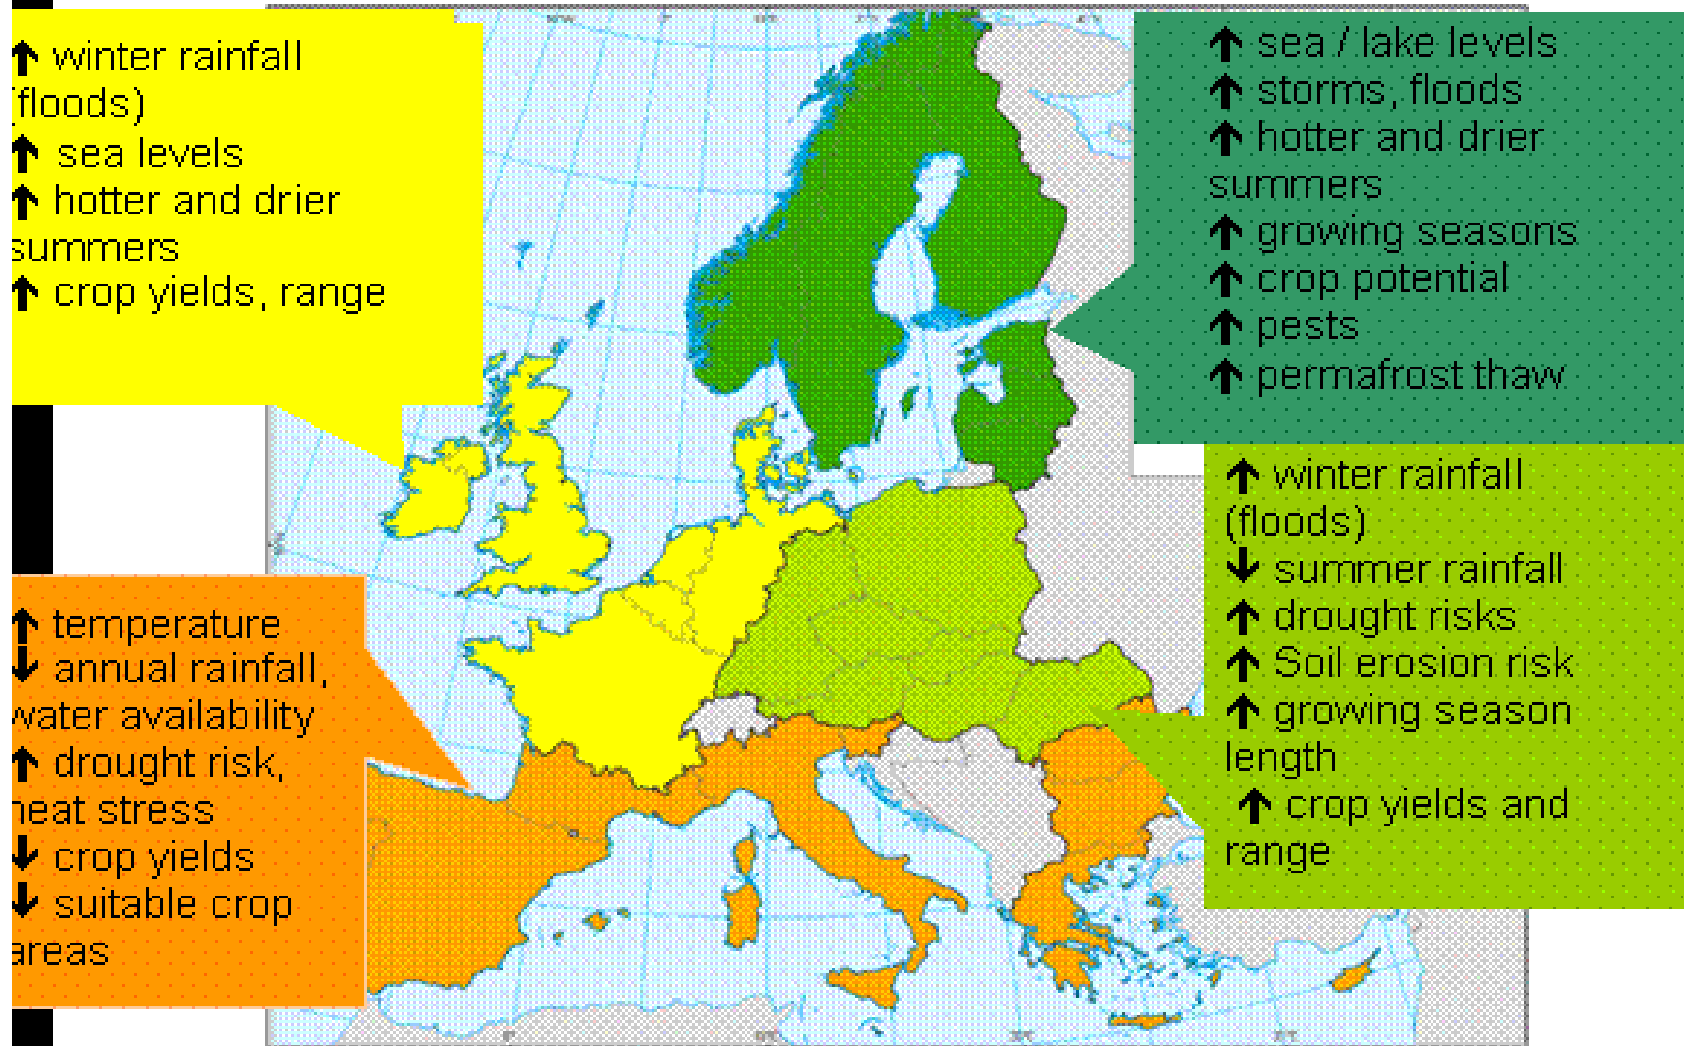 ↑ winter rainfall
(floods)
↑ sea levels
↑ hotter and drier
summers
↑ crop yields, range
↑ sea / lake levels
↑ storms, floods
↑ hotter and drier
summers
↑ growing seasons
↑ crop potential
↑ pests
↑ permafrost thaw
↑ temperature
↓ annual rainfall,
water availability
↑ drought risk,
heat stress
↓ crop yields
↓ suitable crop
areas
↑ winter rainfall
(floods)
↓ summer rainfall
↑ drought risks
↑ Soil erosion risk
↑ growing season
length
↑ crop yields and
range